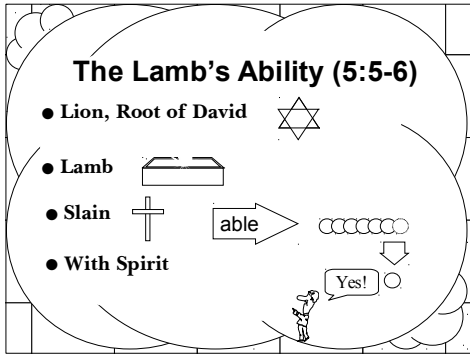 The Lamb's Ability (5:5-6)
● Lion, Root of David
● Lamb
● Slain
able
● With Spirit
Yes!